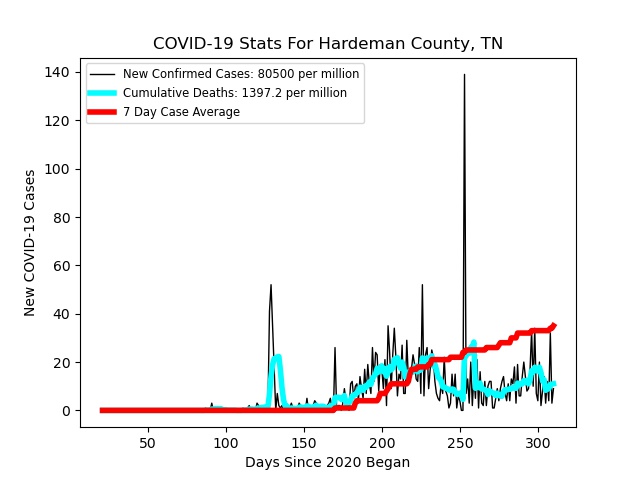 COVID-19 Stats For Hardeman County, TN
New Confirmed Cases: 80500 per million
Cumulative Deaths: 1397.2 per million
7 Day Case Average
140
120
100
80
60
40
20
0
New COVID-19 Cases
50 100 150 200 250 300
Days Since 2020 Began